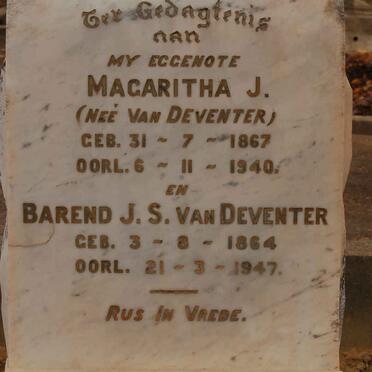 Ter Gedagtenis
aan
MY EGGENOTE
MAGARITHA J.
(NEÉ VAN DEVENTER)
GEB. 31 - 7 - 1867
OORL. 6 - 11 - 1940.
EN
BAREND J. S. VAN DEVENTER
GEB. 3 - 8 - 1864
OORL. 21 - 3 - 1947.
RUS IN VREDE.